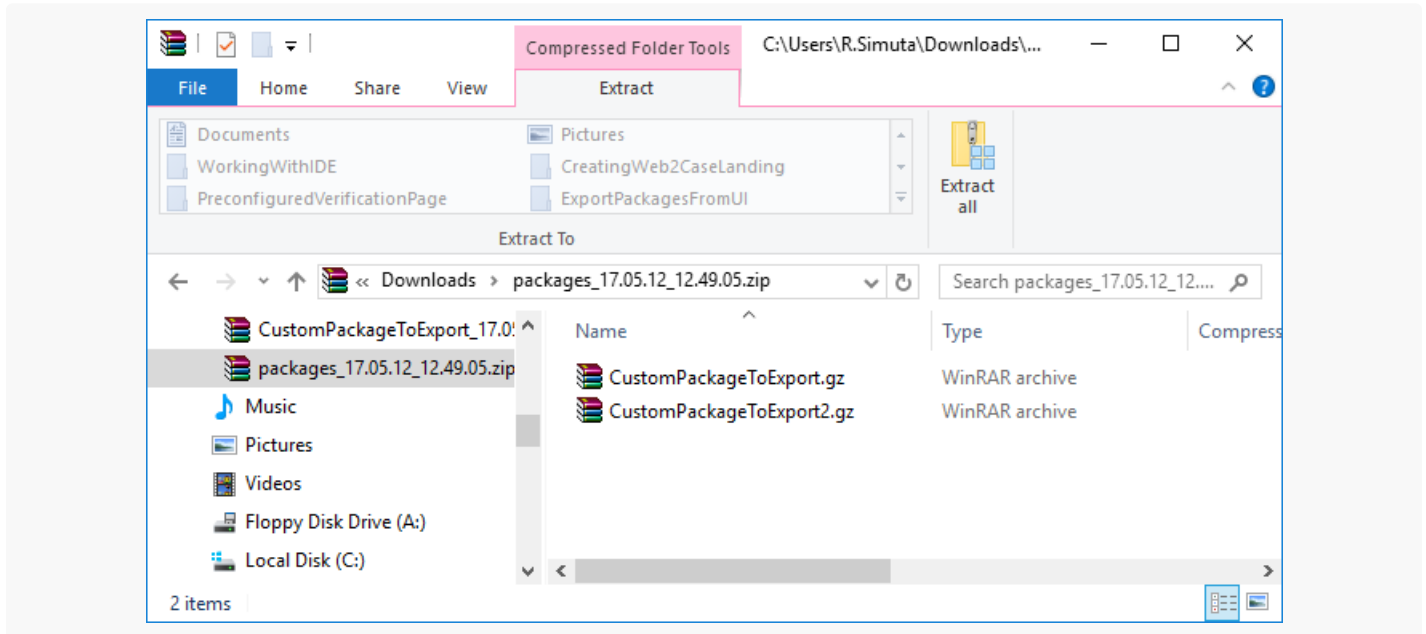 Compressed Folder Tools C:\Users\R.Simuta\Downloads\...
File Home Share View Extract
Documents Pictures
WorkingWithIDE CreatingWeb2CaseLanding
PreconfiguredVerificationPage ExportPackagesFromUI
Extract all
Extract To
« Downloads > packages_17.05.12_12.49.05.zip Search packages_17.05.12_12....
CustomPackageToExport_17.0
packages_17.05.12_12.49.05.zip
Music
Pictures
Videos
Floppy Disk Drive (A:)
Local Disk (C:)
Name Type Compress
CustomPackageToExport.gz WinRAR archive
CustomPackageToExport2.gz WinRAR archive
2 items